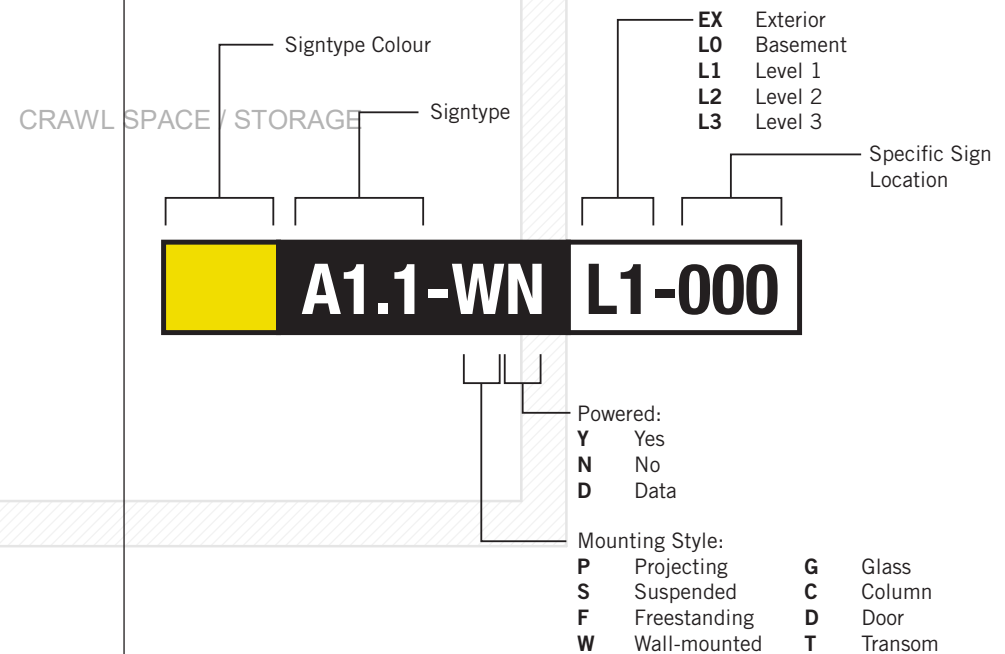 EX Exterior
L0 Basement
L1 Level 1
L2 Level 2
L3 Level 3
Signtype Colour
CRAWL SPACE / STORAGE
Signtype
Specific Sign
Location
A1.1-WN L1-000
Powered:
Y Yes
N No
D Data
Mounting Style:
P Projecting G Glass
S Suspended C Column
F Freestanding D Door
W Wall-mounted T Transom